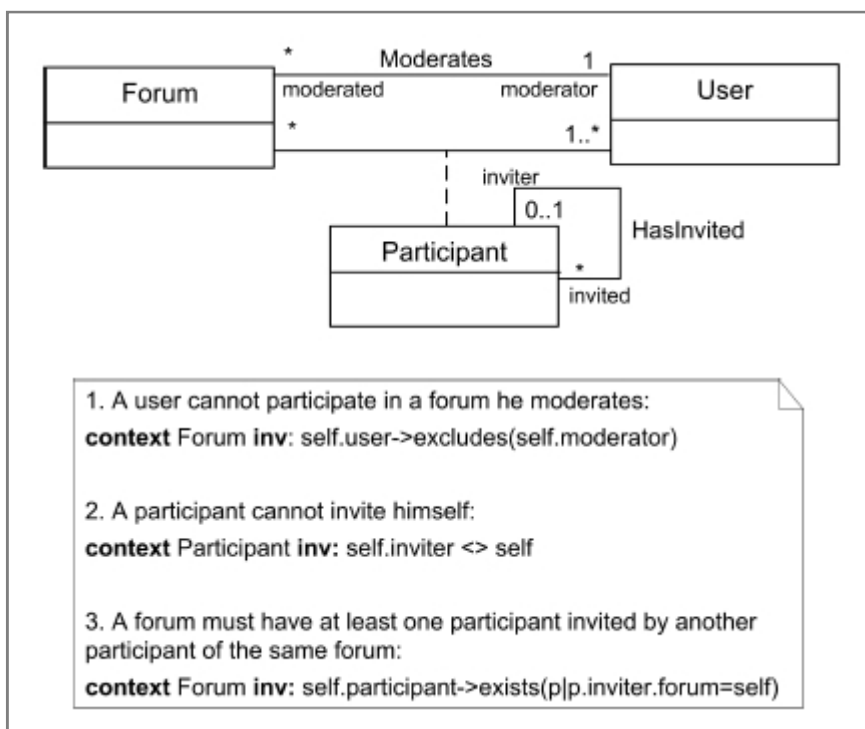 * Moderates 1
Forum
User
moderated moderator
* 1..*
inviter
0..1
HasInvited
Participant
*
invited
1. A user cannot participate in a forum he moderates:
context Forum inv: self.user->excludes(self.moderator)
2. A participant cannot invite himself:
context Participant inv: self.inviter <> self
3. A forum must have at least one participant invited by another
participant of the same forum:
context Forum inv: self.participant->exists(p|p.inviter.forum=self)